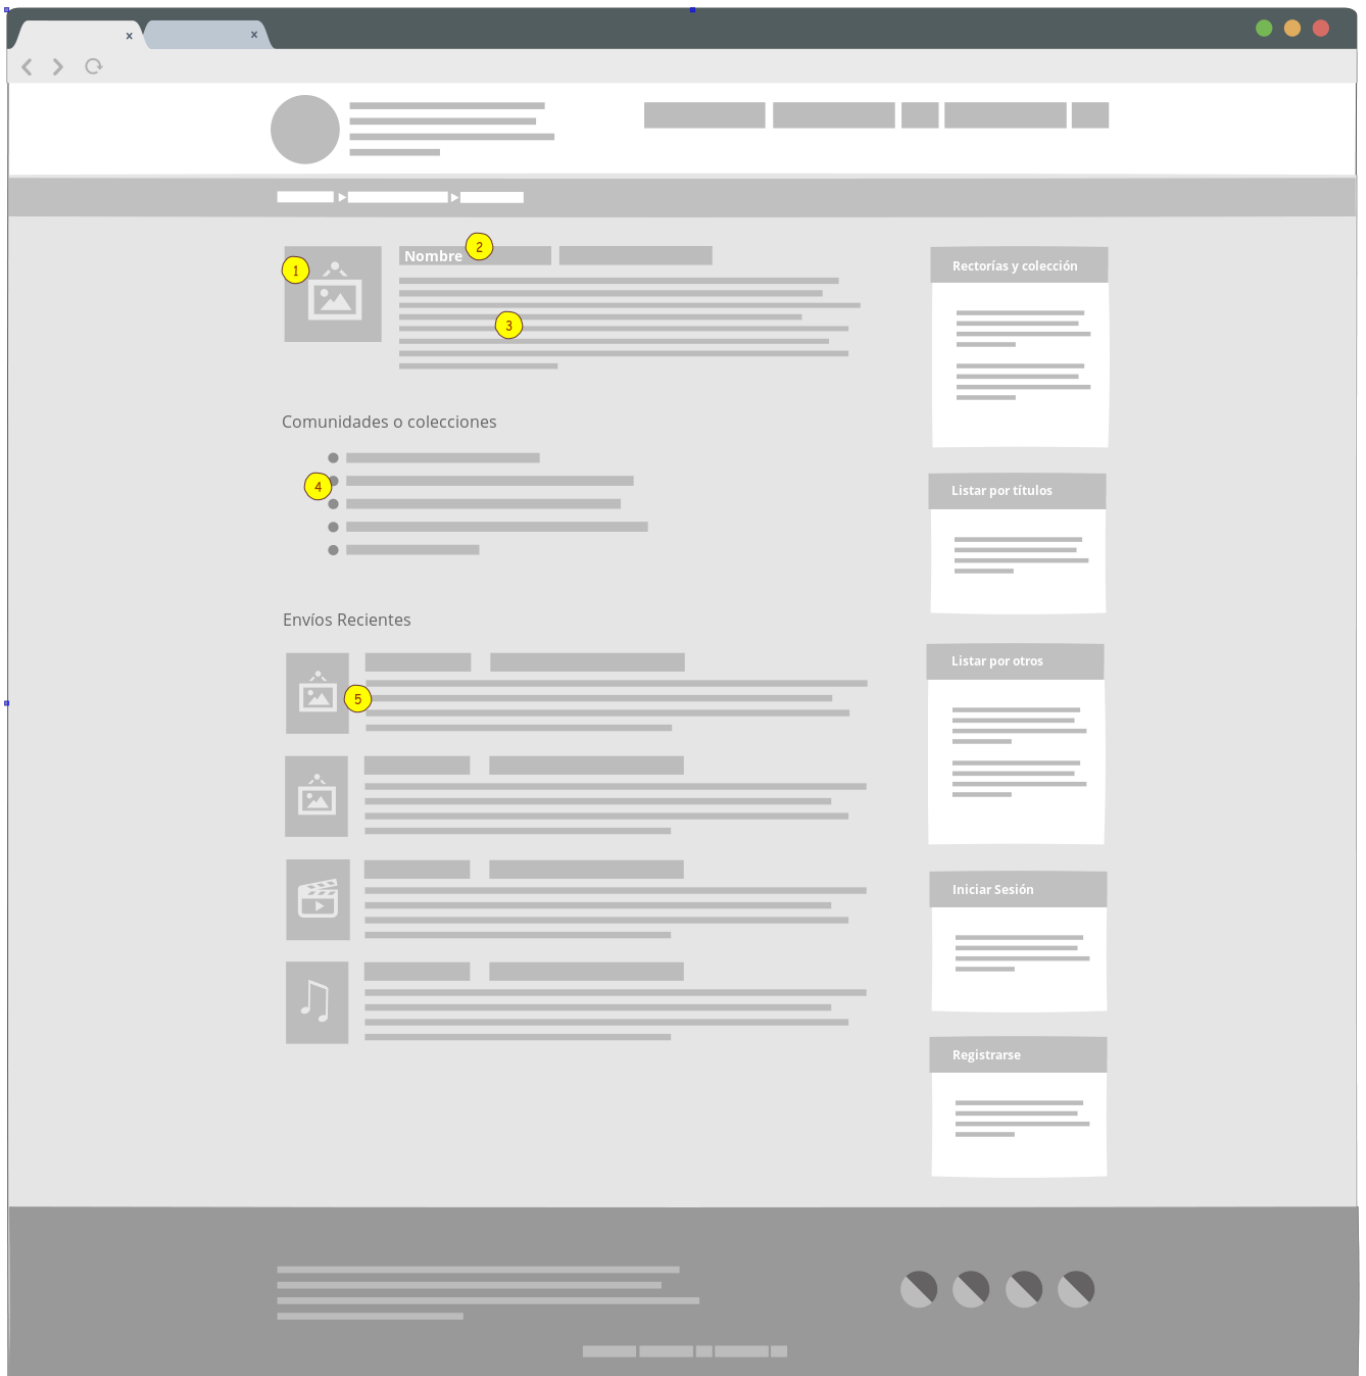 x
x
1
Nombre
2
3
Rectorías y colección
Comunidades o colecciones
4
Listar por títulos
Envíos Recientes
5
Listar por otros
Iniciar Sesión
Registrarse